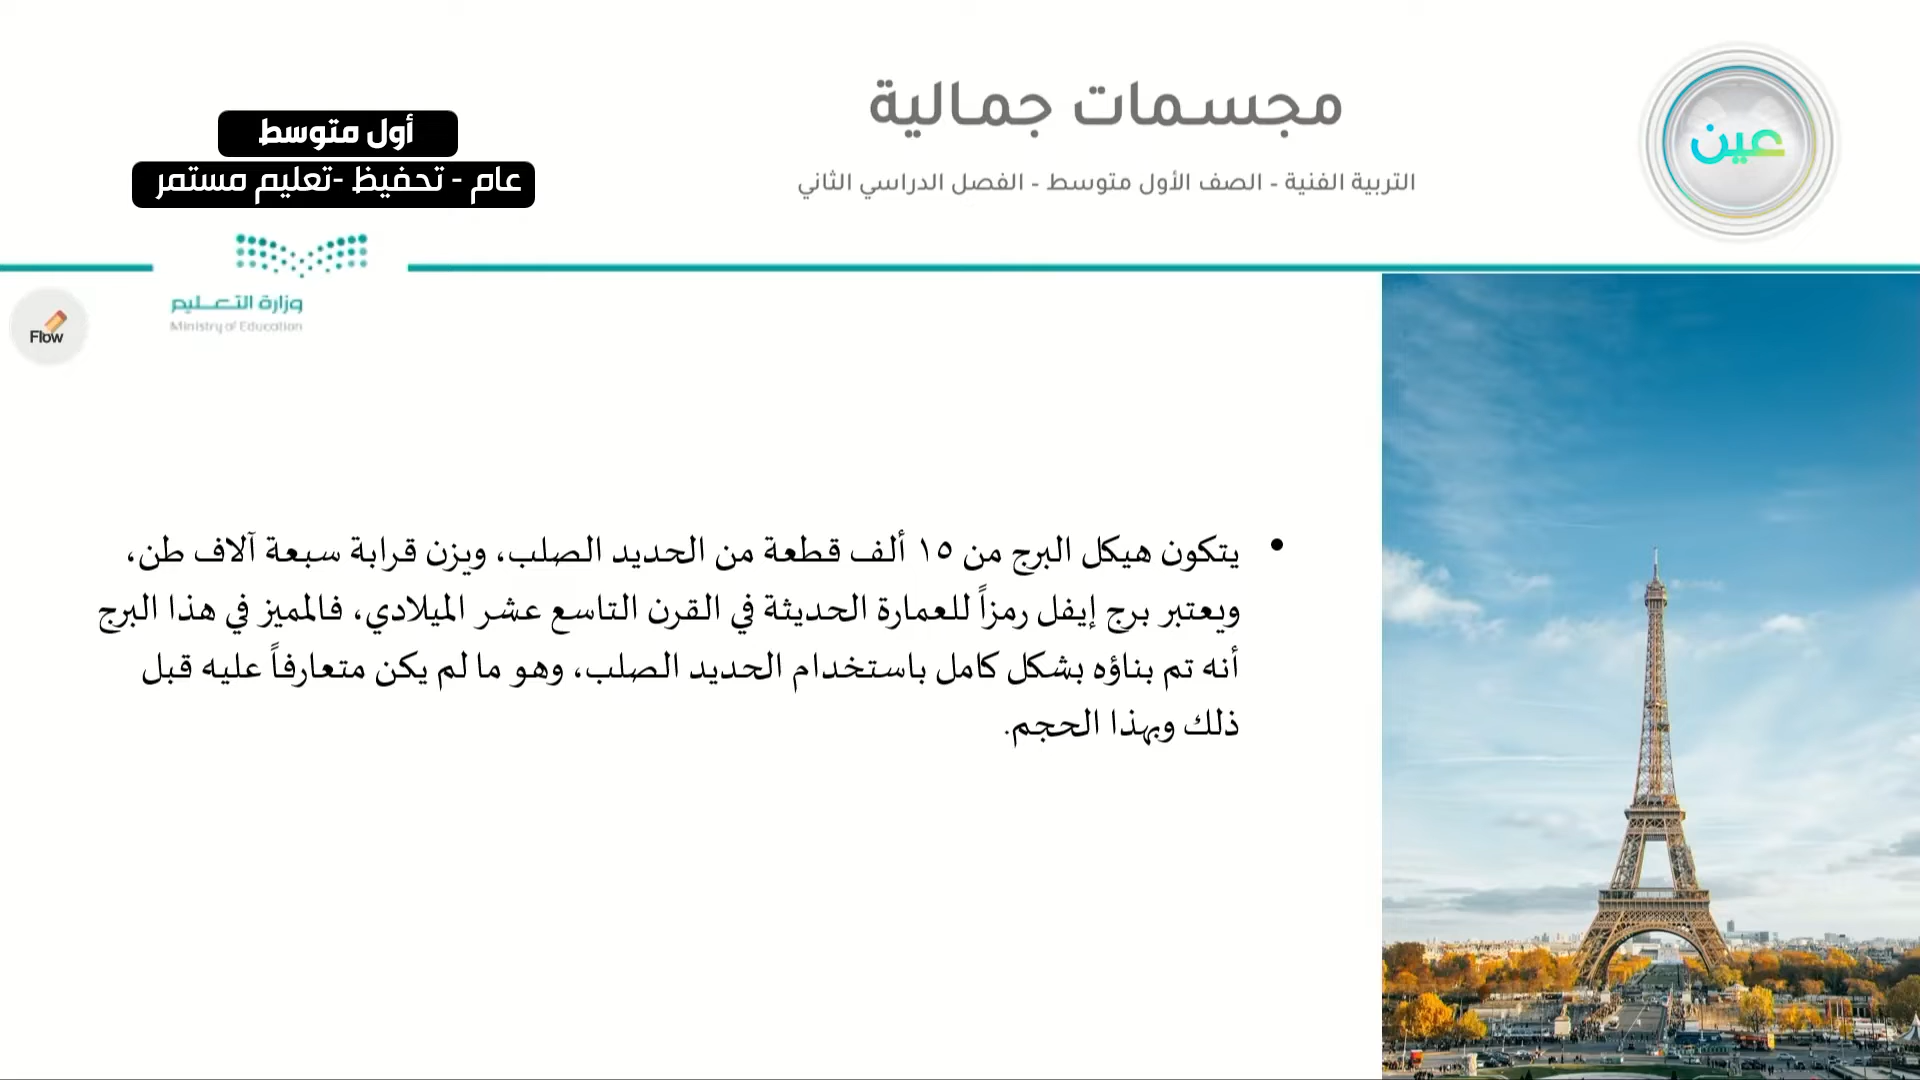 مجسمات جمالية
التربية الفنية - الصف الأول متوسط - الفصل الدراسي الثاني
عين
أول متوسط
عام - تحفيظ -تعليم مستمر
وزارة التعليم
Ministry of Education
Flow
• يتكون هيكل البرج من ١٥ ألف قطعة من الحديد الصلب، ويزن قرابة سبعة آلاف طن،
ويعتبر برج إيفل رمزاً للعمارة الحديثة في القرن التاسع عشر الميلادي، فالمميز في هذا البرج
أنه تم بناؤه بشكل كامل باستخدام الحديد الصلب، وهو ما لم يكن متعارفاً عليه قبل
ذلك وبهذا الحجم.